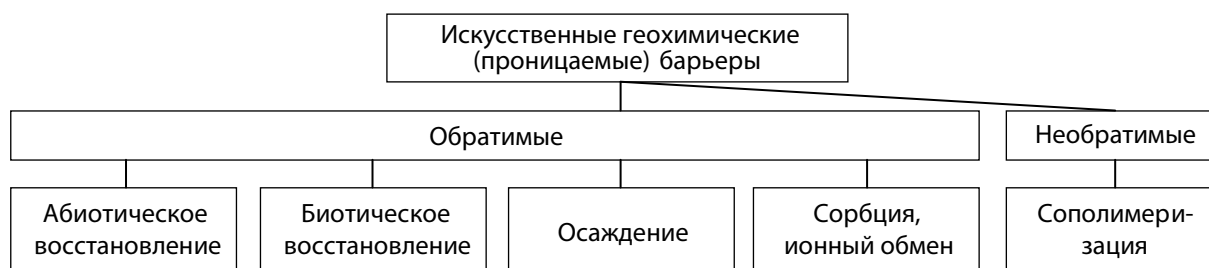 Искусственные геохимические
(проницаемые) барьеры
Обратимые
Необратимые
Абиотическое
восстановление
Биотическое
восстановление
Осаждение
Сорбция,
ионный обмен
Сополимери-
зация